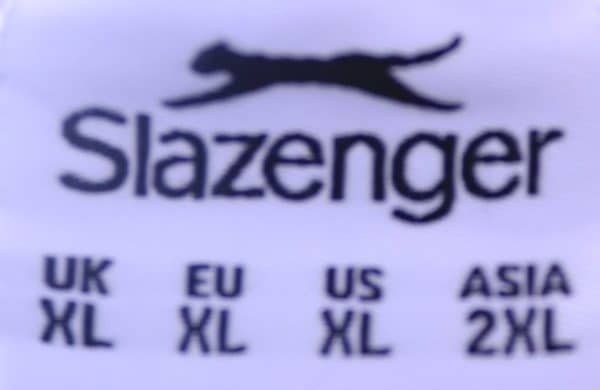 Slazenger
UK EU US ASIA
XL XL XL 2XL